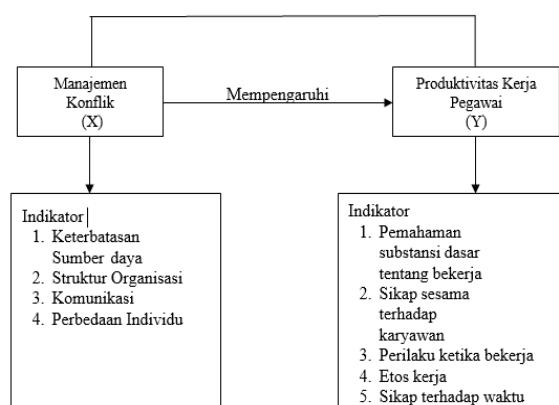 Manajemen
Konflik
(X)
Mempengaruhi
Produktivitas Kerja
Pegawai
(Y)
Indikator
1. Keterbatasan
Sumber daya
2. Struktur Organisasi
3. Komunikasi
4. Perbedaan Individu
Indikator
1. Pemahaman
substansi dasar
tentang bekerja
2. Sikap sesama
terhadap
karyawan
3. Perilaku ketika bekerja
4. Etos kerja
5. Sikap terhadap waktu